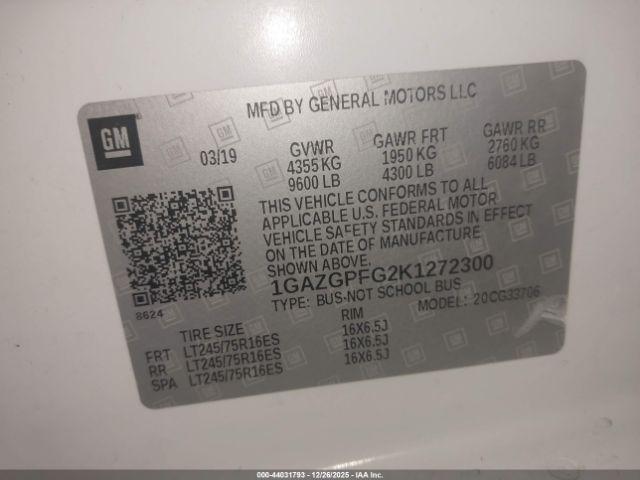 MFD BY GENERAL MOTORS LLC
GM
03/19
GVWR GAWR FRT GAWR RR
4355 KG 1950 KG 2760 KG
9600 LB 4300 LB 6084 LB
THIS VEHICLE CONFORMS TO ALL
APPLICABLE U.S. FEDERAL MOTOR
VEHICLE SAFETY STANDARDS IN EFFECT
ON THE DATE OF MANUFACTURE
SHOWN ABOVE
1GAZGPFG2K1272300
TYPE: BUS-NOT SCHOOL BUS MODEL: 20CG33706
8624
TIRE SIZE RIM
FRT LT245/75R16ES 16X6.5J
RR LT245/75R16ES 16X6.5J
SPA LT245/75R16ES 16X6.5J
000-44031793 - 12/26/2025 - IAA Inc.